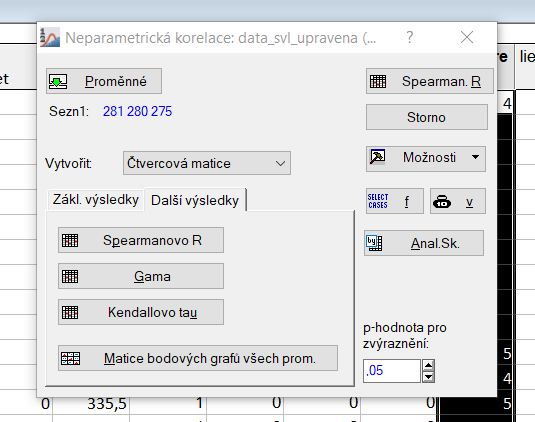 Neparametrická korelace: data_svl_upravena (... ?
re
lie
et
Proměnné
Spearman. R
4
Sezn1: 281 280 275
Storno
Vytvořit:
Čtvercová matice
Možnosti
Zákl. výsledky
Další výsledky
SELECT
CASES
f
v
Spearmanovo R
Anal.Sk.
Gama
Kendallovo tau
p-hodnota pro
zvýraznění:
Matice bodových grafů všech prom.
.05
5
4
0 335,5 1 0 0 0 5